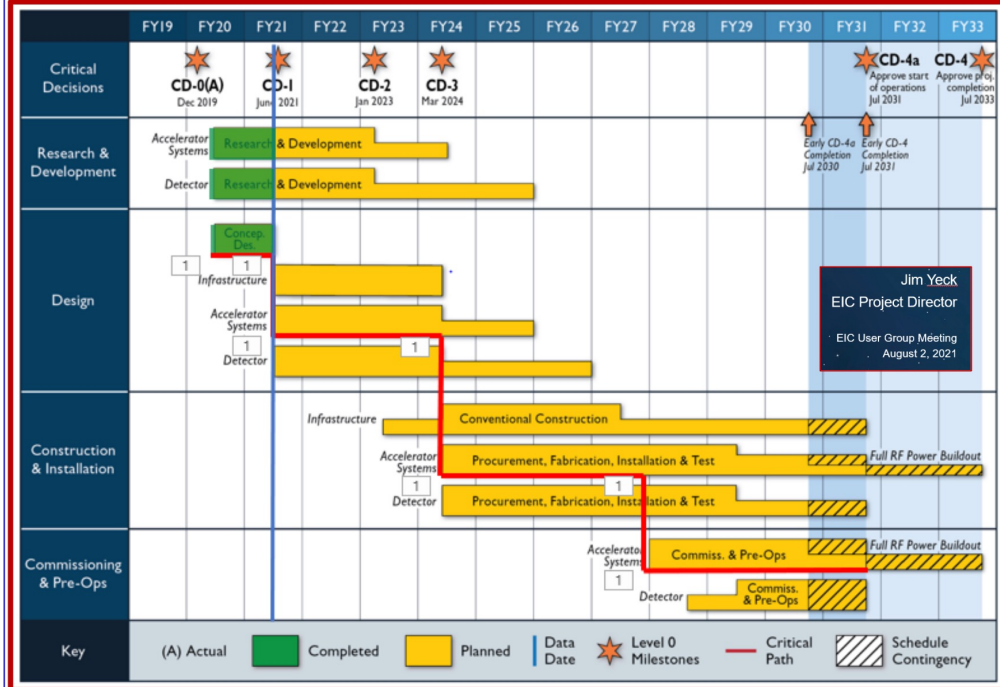 FY19 FY20 FY21 FY22 FY23 FY24 FY25 FY26 FY27 FY28 FY29 FY30 FY31 FY32 FY33
Critical
Decisions
CD-0(A)
Dec 2019
CD-1
June 2021
CD-2
Jan 2023
CD-3
Mar 2024
CD-4a
Approve start
of operations
Jul 2031
CD-4
Approve proj.
completion
Jul 2033
Research &
Development
Accelerator
Systems
Research & Development
Detector
Research & Development
Early CD-4a
Completion
Jul 2030
Early CD-4
Completion
Jul 2031
Design
Concep.
Des.
1
1
Infrastructure
Accelerator
Systems
1
1
Detector
Jim Yeck
EIC Project Director
EIC User Group Meeting
August 2, 2021
Construction
& Installation
Infrastructure
Conventional Construction
Accelerator
Systems
Procurement, Fabrication, Installation & Test
Full RF Power Buildout
1
1
Detector
Procurement, Fabrication, Installation & Test
Commissioning
& Pre-Ops
Accelerator
Systems
Commiss. & Pre-Ops
Full RF Power Buildout
1
Detector
Commiss.
& Pre-Ops
Key
(A) Actual
Completed
Planned
Data
Date
Level 0
Milestones
Critical
Path
Schedule
Contingency